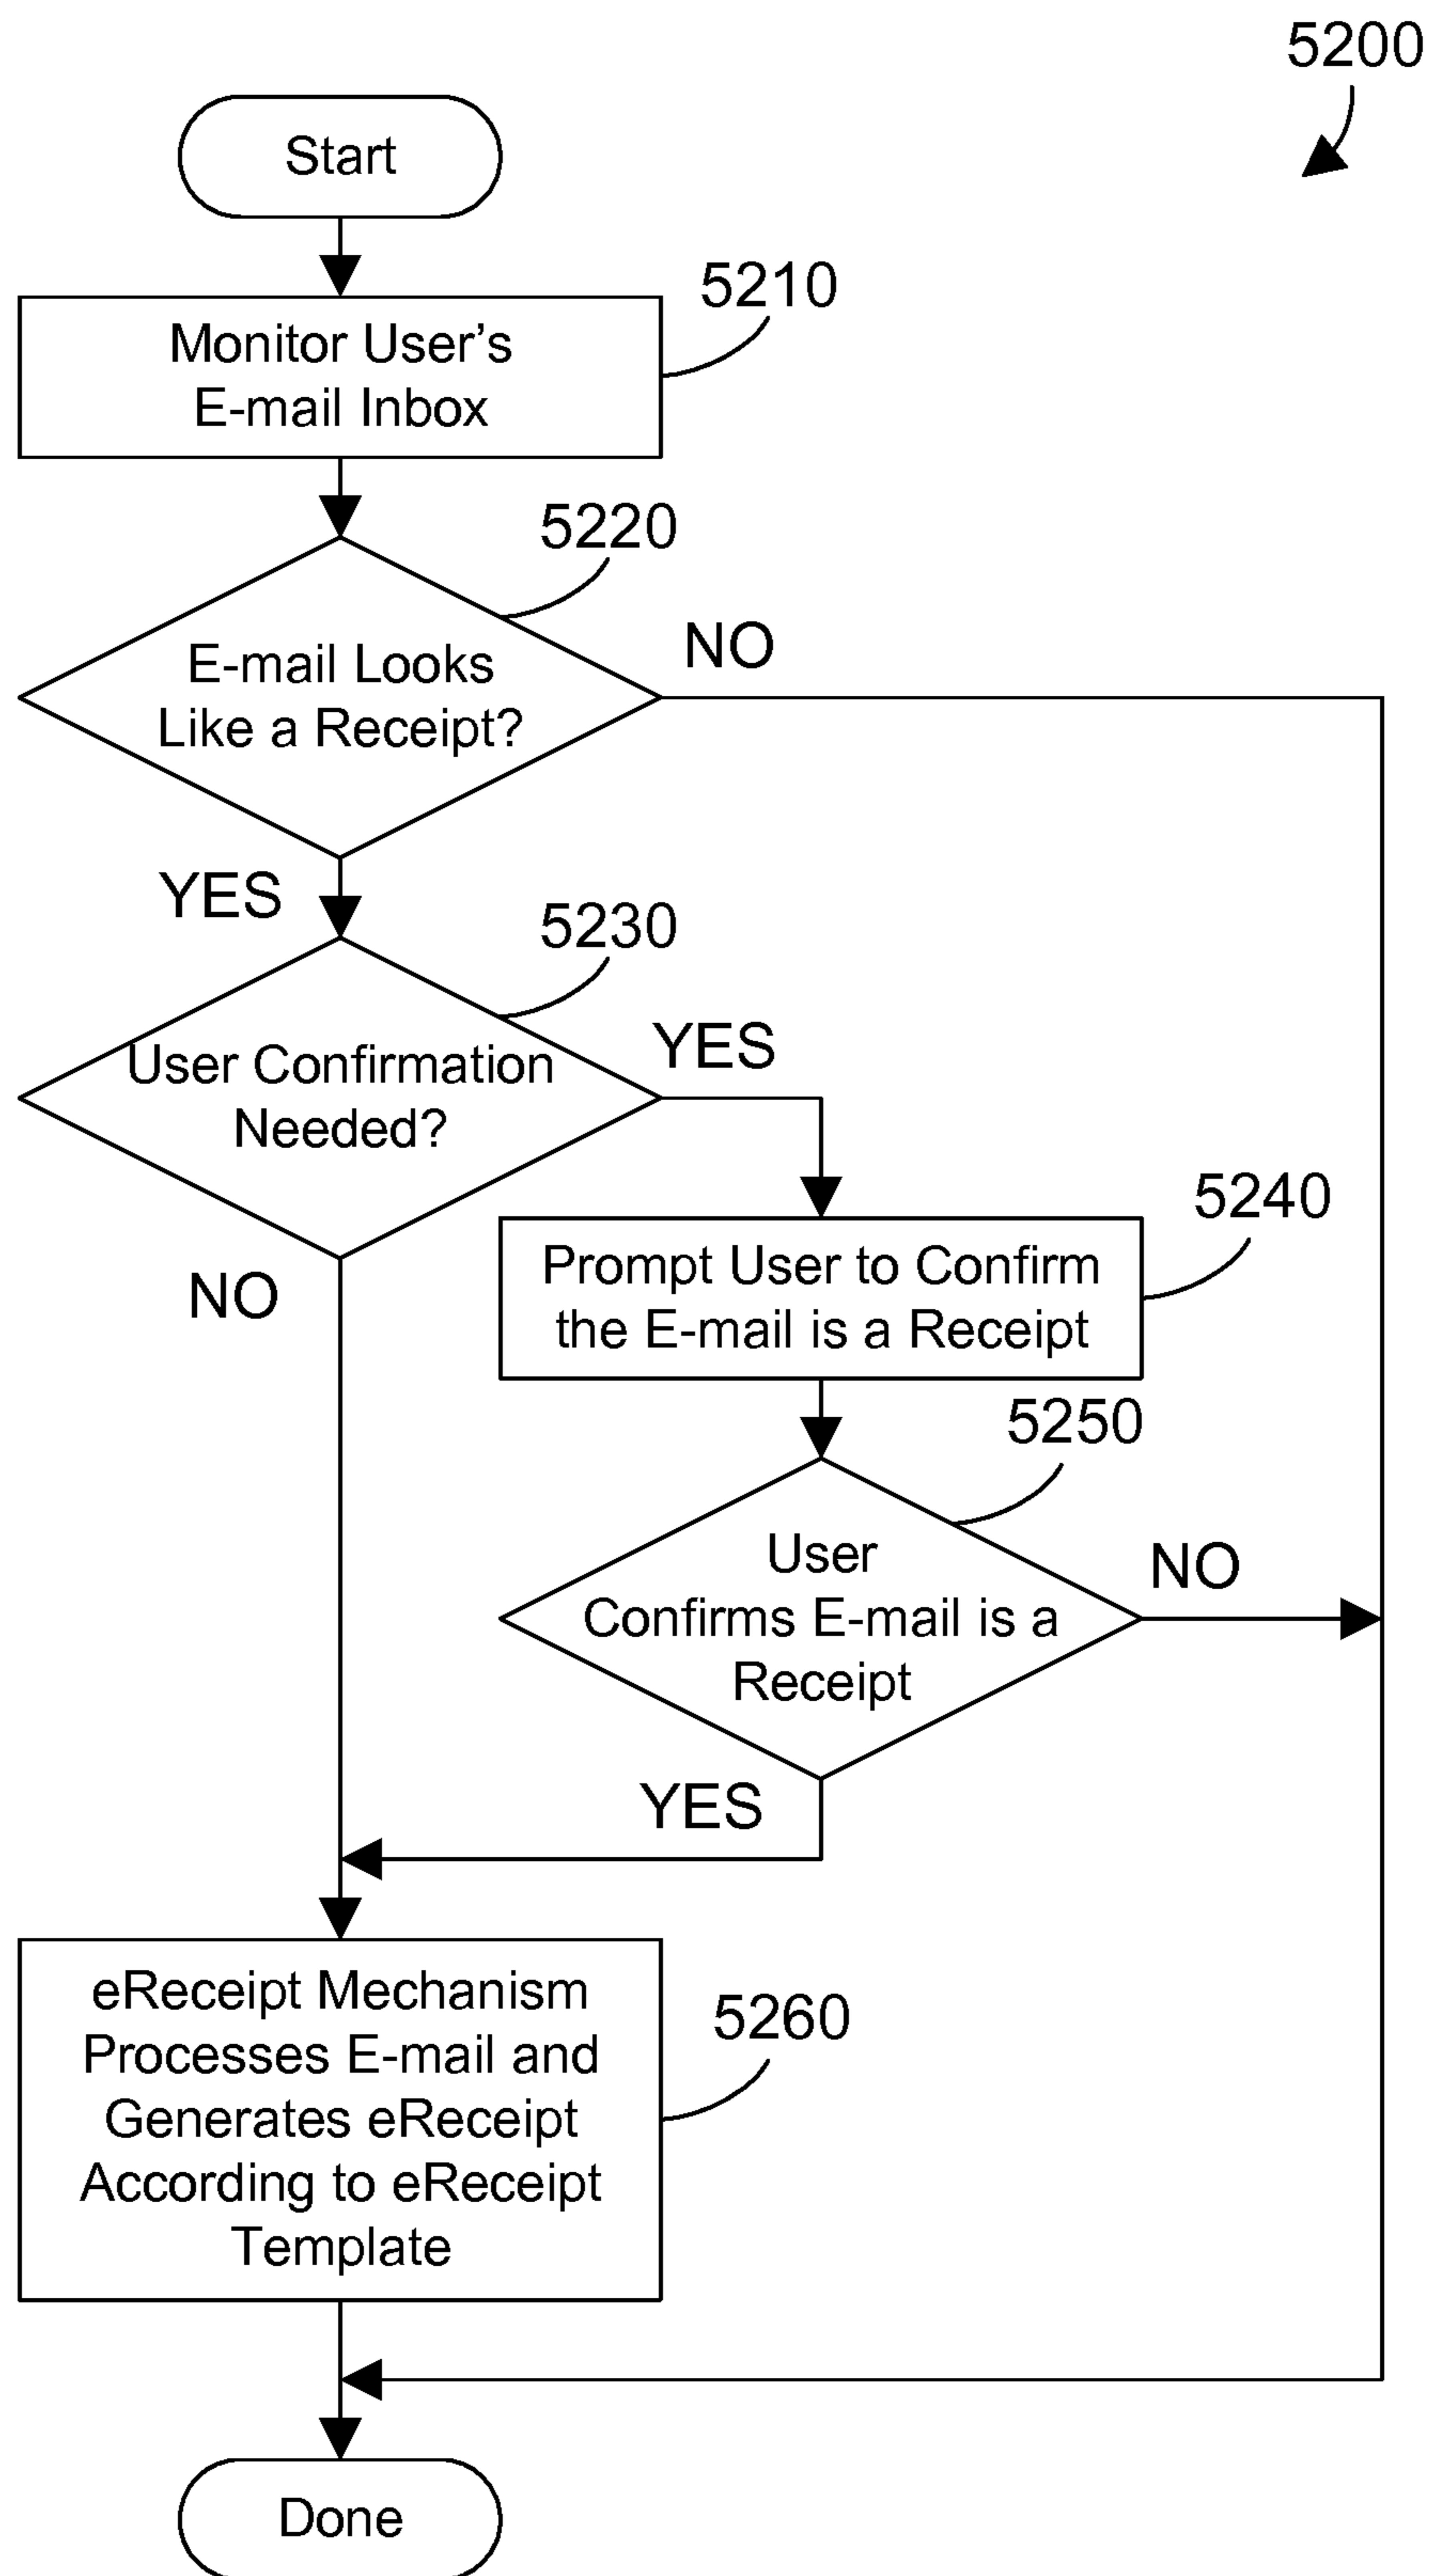 5200
Start
5210
Monitor User’s
E-mail Inbox
5220
E-mail Looks
Like a Receipt?
NO
YES
5230
User Confirmation
Needed?
YES
NO
5240
Prompt User to Confirm
the E-mail is a Receipt
5250
User
Confirms E-mail is a
Receipt
NO
YES
5260
eReceipt Mechanism
Processes E-mail and
Generates eReceipt
According to eReceipt
Template
Done